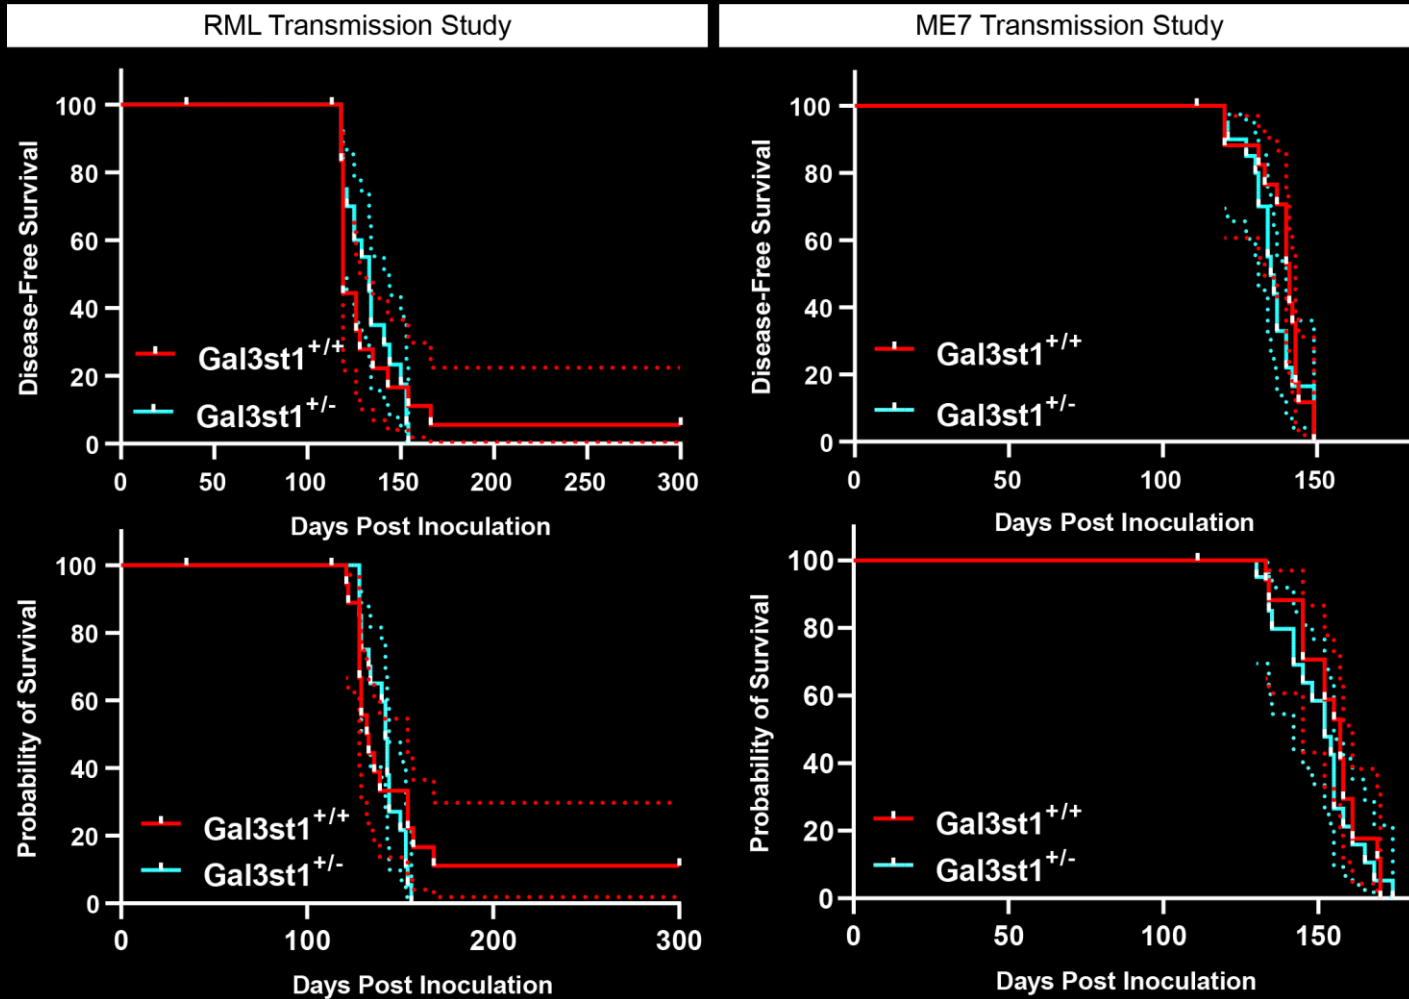 RML Transmission Study
ME7 Transmission Study
Disease-Free Survival
100
80
60
40
20
0
Gal3st1+/+
Gal3st1+/-
0 50 100 150 200 250 300
Days Post Inoculation
Disease-Free Survival
100
80
60
40
20
0
Gal3st1+/+
Gal3st1+/-
0 50 100 150
Days Post Inoculation
Probability of Survival
100
80
60
40
20
0
Gal3st1+/+
Gal3st1+/-
0 100 200 300
Days Post Inoculation
Probability of Survival
100
80
60
40
20
0
Gal3st1+/+
Gal3st1+/-
0 50 100 150
Days Post Inoculation